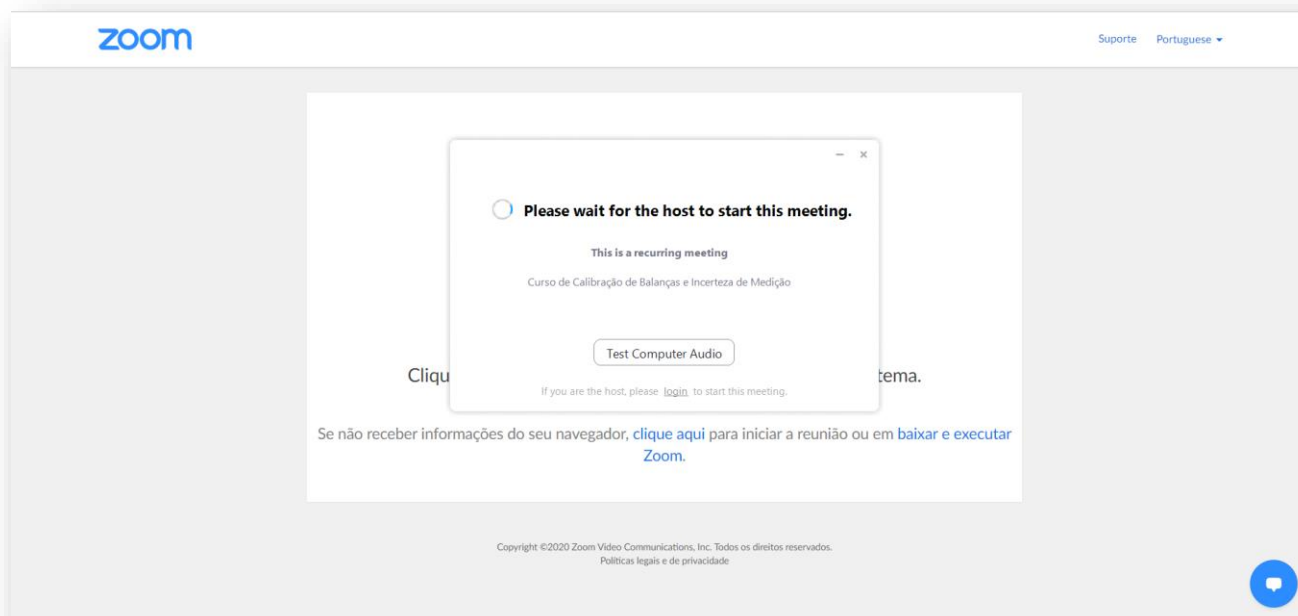 zoom
Suporte Portuguese
Please wait for the host to start this meeting.
This is a recurring meeting
Curso de Calibração de Balanças e Incerteza de Medição
Test Computer Audio
Cliqu tema.
If you are the host, please login to start this meeting.
Se não receber informações do seu navegador, clique aqui para iniciar a reunião ou em baixar e executar
Zoom.
Copyright ©2020 Zoom Video Communications, Inc. Todos os direitos reservados.
Políticas legais e de privacidade